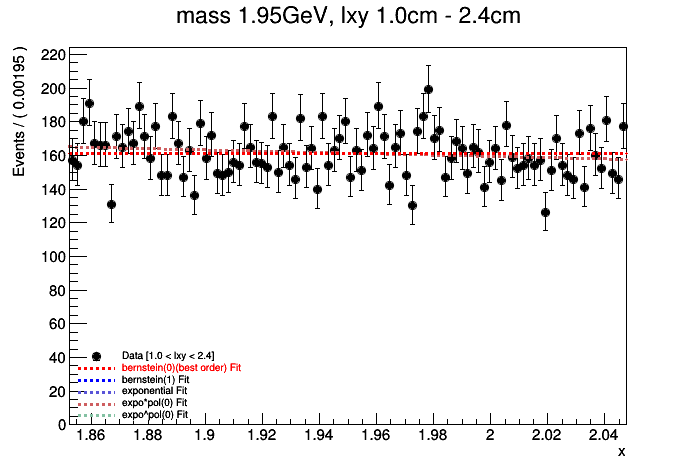 mass 1.95GeV, lxy 1.0cm - 2.4cm
Events / ( 0.00195 )
220
200
180
160
140
120
100
80
60
40
20
0
Data [1.0 < lxy < 2.4]
bernstein(0)(best order) Fit
bernstein(1) Fit
exponential Fit
expo*pol(0) Fit
expo^pol(0) Fit
1.86 1.88 1.9 1.92 1.94 1.96 1.98 2 2.02 2.04
x